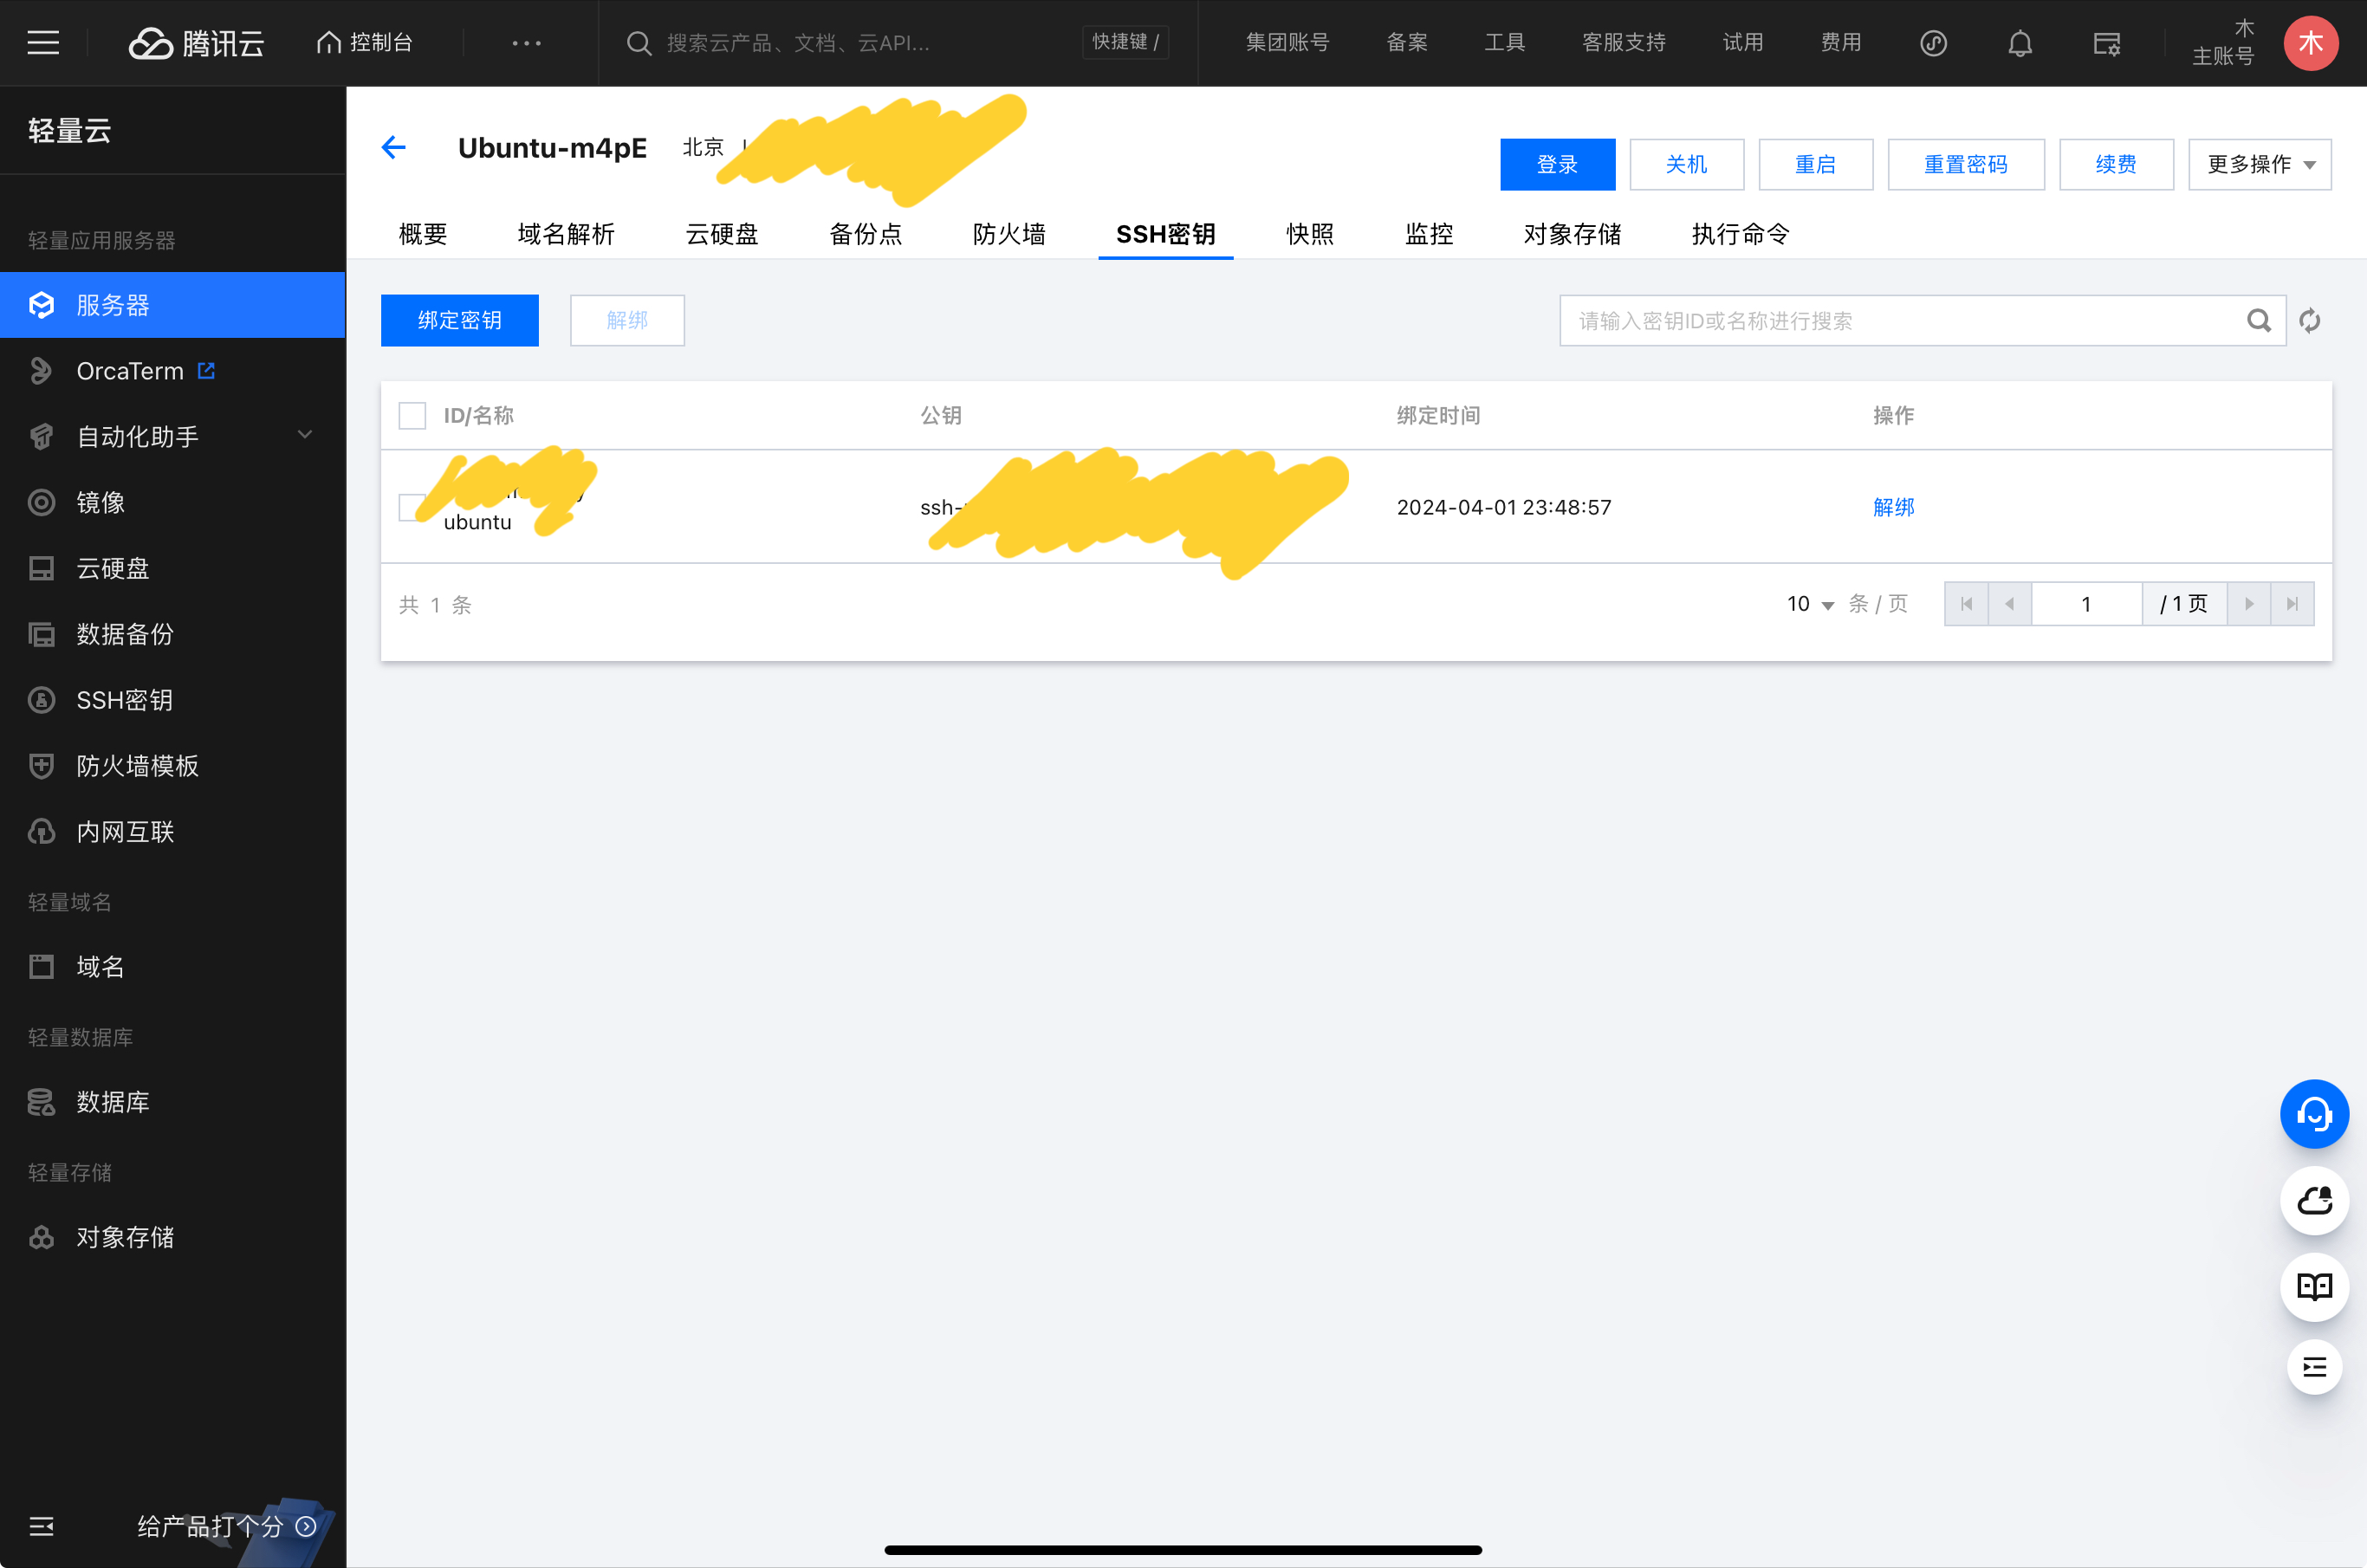 腾讯云
控制台
搜索云产品、文档、云API...
快捷键 /
集团账号
备案
工具
客服支持
试用
费用
木
主账号
木
轻量云
轻量应用服务器
服务器
OrcaTerm
自动化助手
镜像
云硬盘
数据备份
SSH密钥
防火墙模板
内网互联
轻量域名
域名
轻量数据库
数据库
轻量存储
对象存储
给产品打个分
Ubuntu-m4pE
北京
登录
关机
重启
重置密码
续费
更多操作
概要
域名解析
云硬盘
备份点
防火墙
SSH密钥
快照
监控
对象存储
执行命令
绑定密钥
解绑
请输入密钥ID或名称进行搜索
ID/名称
公钥
绑定时间
操作
ubuntu
ssh-
2024-04-01 23:48:57
解绑
共 1 条
10 条 / 页
1
/ 1 页